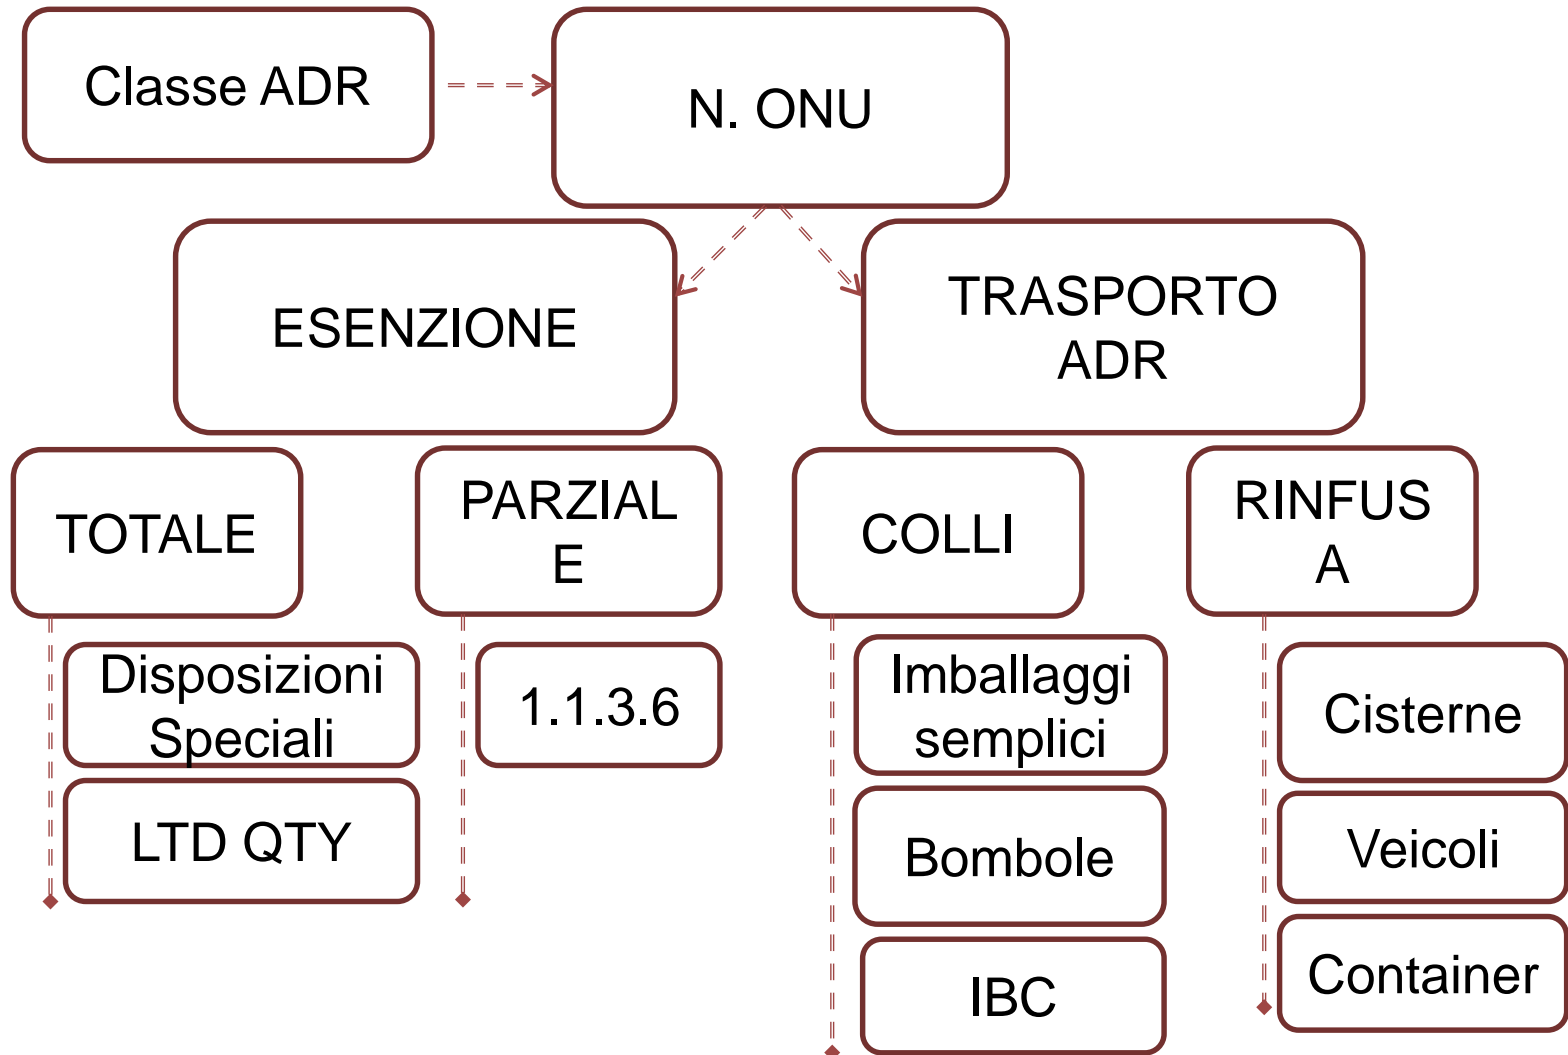 Classe ADR
N. ONU
ESENZIONE
TRASPORTO
ADR
TOTALE
PARZIAL
E
COLLI
RINFUS
A
Disposizioni
Speciali
LTD QTY
1.1.3.6
Imballaggi
semplici
Bombole
IBC
Cisterne
Veicoli
Container